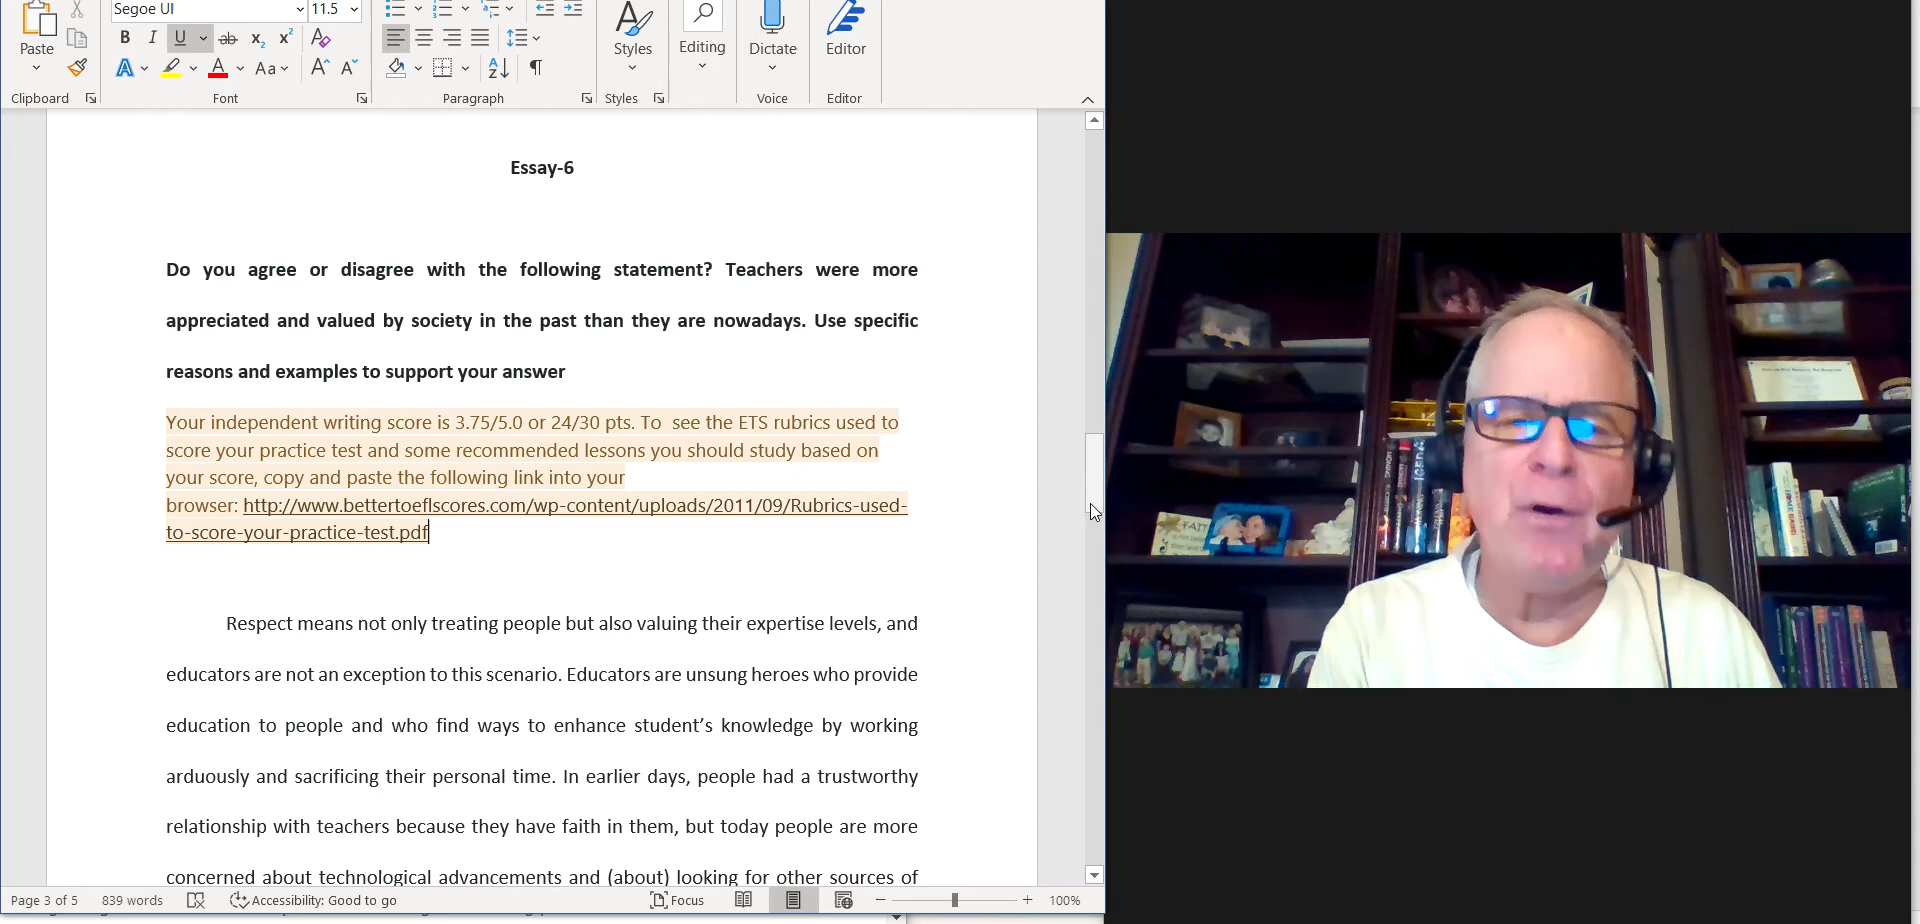 Segoe UI
11.5
Paste
B I U ab x₂ x²
A A A Aa A A
Styles
Editing
Dictate
Editor
Clipboard
Font
Paragraph
Styles
Voice
Editor
Essay-6
Do you agree or disagree with the following statement? Teachers were more
appreciated and valued by society in the past than they are nowadays. Use specific
reasons and examples to support your answer
Your independent writing score is 3.75/5.0 or 24/30 pts. To  see the ETS rubrics used to
score your practice test and some recommended lessons you should study based on
your score, copy and paste the following link into your
browser: http://www.bettertoeflscores.com/wp-content/uploads/2011/09/Rubrics-used-
to-score-your-practice-test.pdf
Respect means not only treating people but also valuing their expertise levels, and
educators are not an exception to this scenario. Educators are unsung heroes who provide
education to people and who find ways to enhance student’s knowledge by working
arduously and sacrificing their personal time. In earlier days, people had a trustworthy
relationship with teachers because they have faith in them, but today people are more
concerned about technological advancements and (about) looking for other sources of
Page 3 of 5
839 words
Accessibility: Good to go
Focus
100%
FAIT